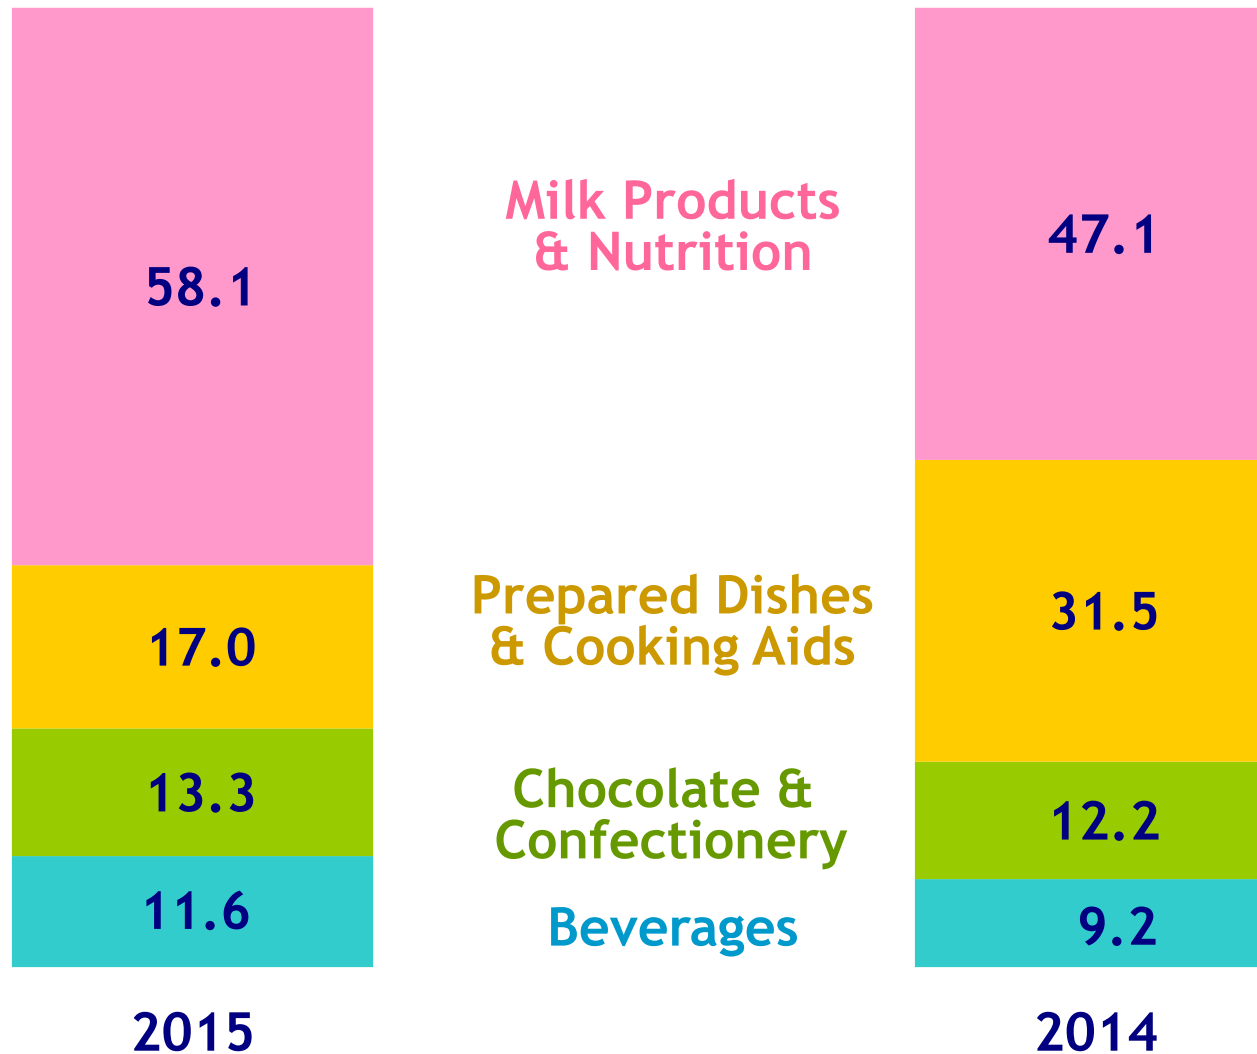 58.1
17.0
13.3
11.6
2015
Milk Products
& Nutrition
Prepared Dishes
& Cooking Aids
Chocolate &
Confectionery
Beverages
47.1
31.5
12.2
9.2
2014